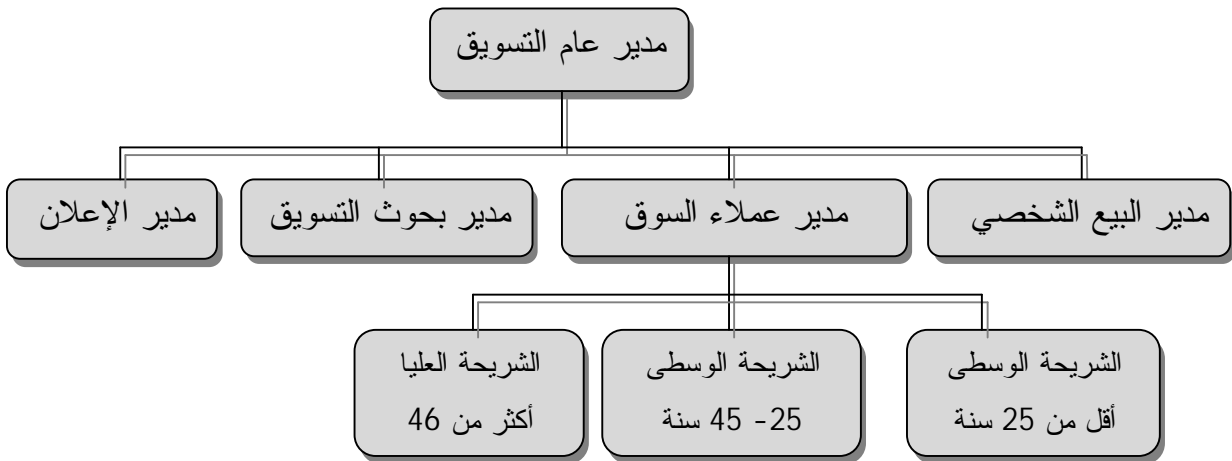 مدير عام التسويق
مدير البيع الشخصي
مدير عملاء السوق
مدير بحوث التسويق
مدير الإعلان
الشريحة الوسطى
أقل من 25 سنة
الشريحة الوسطى
25- 45 سنة
الشريحة العليا
أكثر من 46